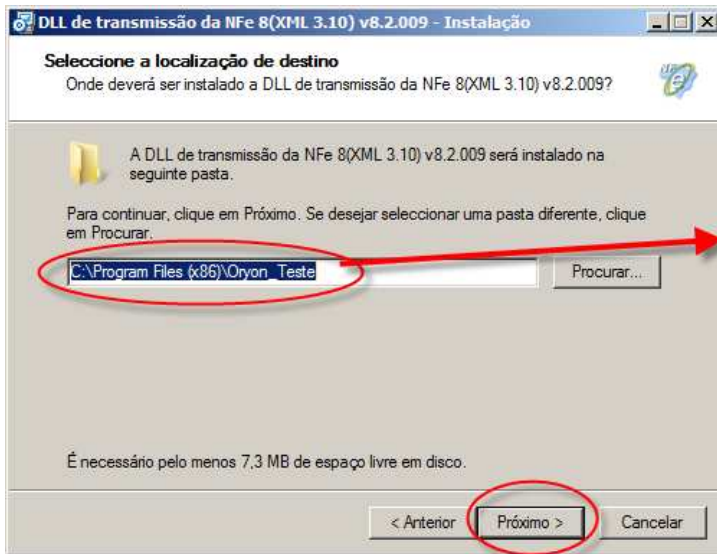 DLL de transmissão da NFe 8(XML 3.10) v8.2.009 - Instalação
Seleccione a localização de destino
Onde deverá ser instalado a DLL de transmissão da NFe 8(XML 3.10) v8.2.009?
A DLL de transmissão da NFe 8(XML 3.10) v8.2.009 será instalado na
seguinte pasta.
Para continuar, clique em Próximo. Se desejar seleccionar uma pasta diferente, clique
em Procurar.
C:\Program Files (x86)\Oryon_Teste
Procurar...
É necessário pelo menos 7,3 MB de espaço livre em disco.
< Anterior
Próximo >
Cancelar